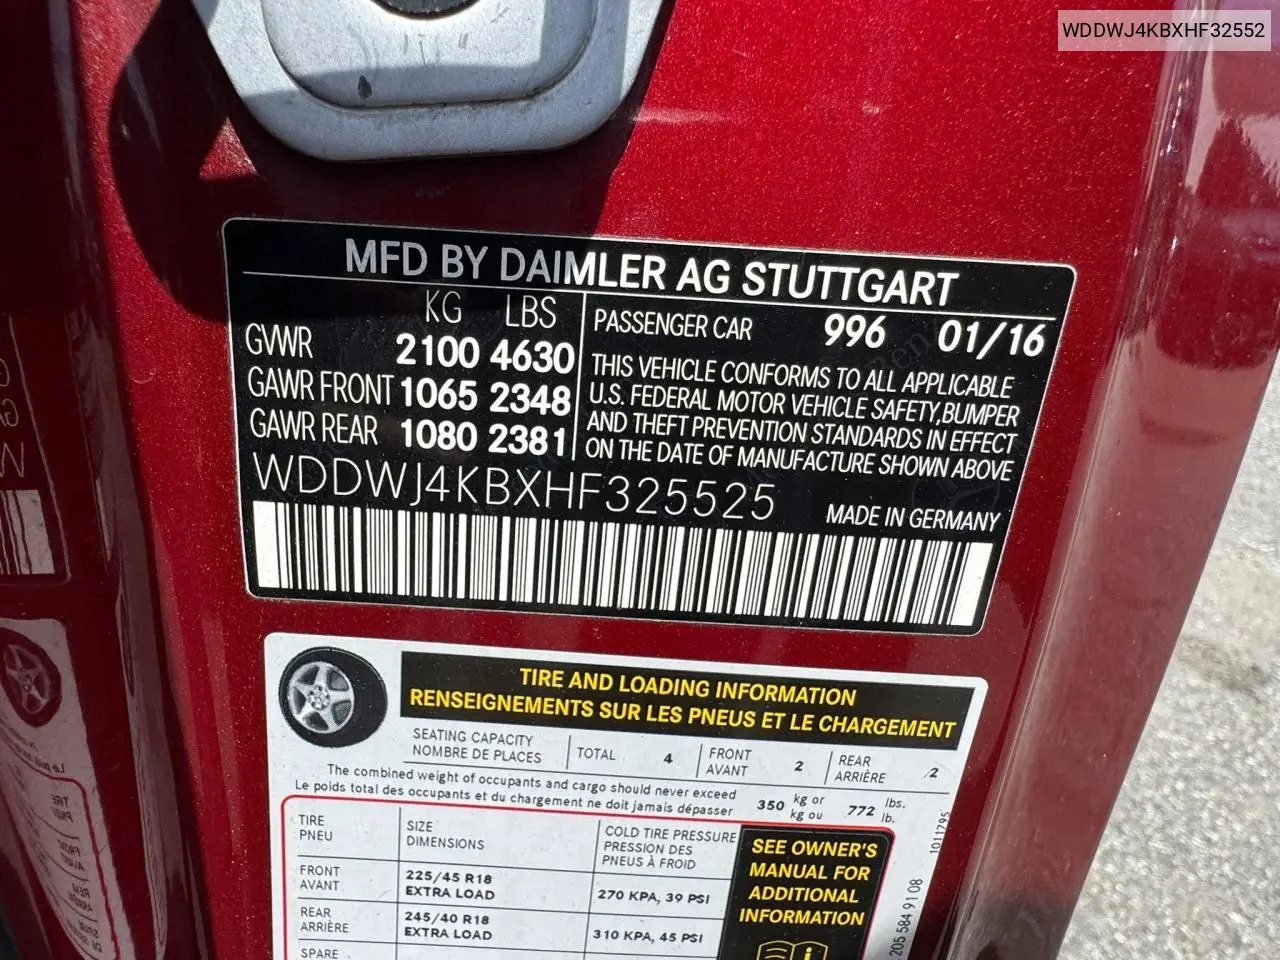 WDDWJ4KBXHF32552
MFD BY DAIMLER AG STUTTGART
KG LBS
GVWR 2100 4630
GAWR FRONT 1065 2348
GAWR REAR 1080 2381
PASSENGER CAR 996 01/16
THIS VEHICLE CONFORMS TO ALL APPLICABLE
U.S. FEDERAL MOTOR VEHICLE SAFETY, BUMPER
AND THEFT PREVENTION STANDARDS IN EFFECT
ON THE DATE OF MANUFACTURE SHOWN ABOVE
WDDWJ4KBXHF325525
MADE IN GERMANY
TIRE AND LOADING INFORMATION
RENSEIGNEMENTS SUR LES PNEUS ET LE CHARGEMENT
SEATING CAPACITY
NOMBRE DE PLACES
TOTAL 4
FRONT
AVANT
2
REAR
ARRIÈRE
2
The combined weight of occupants and cargo should never exceed
Le poids total des occupants et du chargement ne doit jamais dépasser
350 kg or
kg ou
772 lbs.
lb.
TIRE
PNEU
SIZE
DIMENSIONS
COLD TIRE PRESSURE
PRESSION DES
PNEUS À FROID
FRONT
AVANT
225/45 R18
EXTRA LOAD
270 KPA, 39 PSI
REAR
ARRIÈRE
245/40 R18
EXTRA LOAD
310 KPA, 45 PSI
SPARE
SEE OWNER'S
MANUAL FOR
ADDITIONAL
INFORMATION
1011795
205 584 91 08